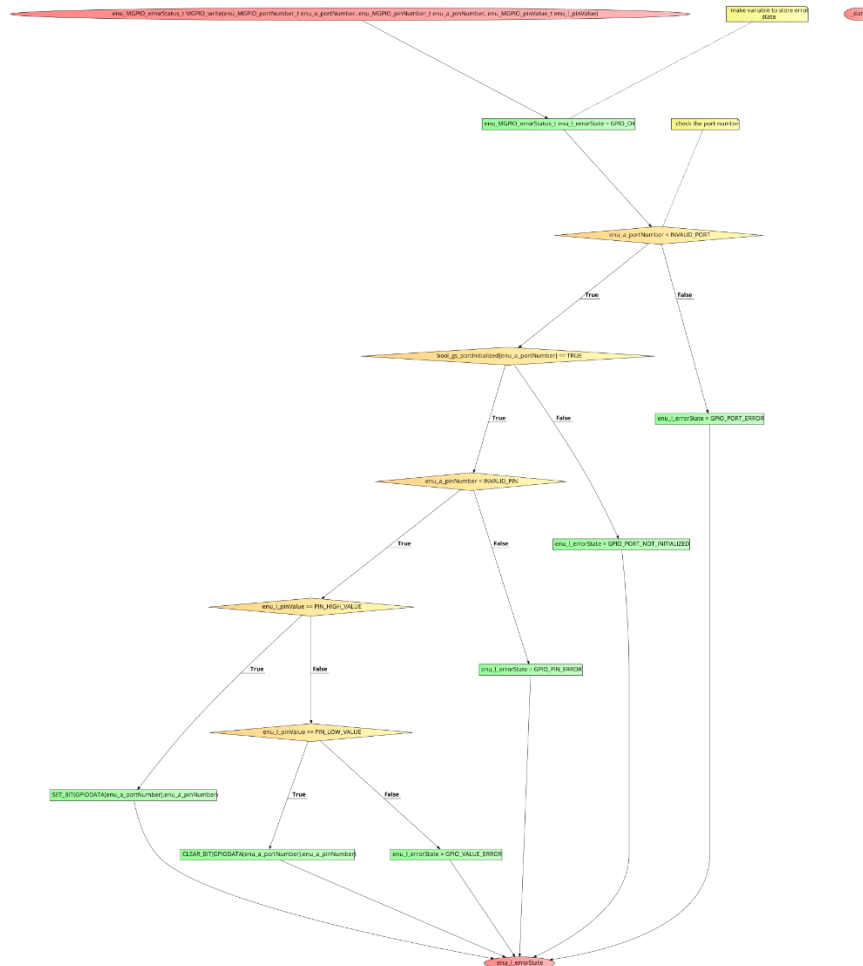 enu_MGPIO_errorStatus_t MGPIO_write(enu_MGPIO_portNumber_t enu_a_portNumber, enu_MGPIO_pinNumber_t enu_a_pinNumber, enu_MGPIO_pinValue_t enu_l_pinValue)
make variable to store error
state
enu_MGPIO_errorStatus_t enu_l_errorState = GPIO_OK
check the port number
enu_a_portNumber < INVALID_PORT
True
False
bool_gs_portInitialized[enu_a_portNumber] == TRUE
enu_l_errorState = GPIO_PORT_ERROR
True
False
enu_a_pinNumber < INVALID_PIN
enu_l_errorState = GPIO_PORT_NOT_INITIALIZED
True
False
enu_l_pinValue == PIN_HIGH_VALUE
enu_l_errorState = GPIO_PIN_ERROR
True
False
enu_l_pinValue == PIN_LOW_VALUE
SET_BIT(GPIODATA(enu_a_portNumber),enu_a_pinNumber)
True
False
CLEAR_BIT(GPIODATA(enu_a_portNumber),enu_a_pinNumber)
enu_l_errorState = GPIO_VALUE_ERROR
enu_l_errorState